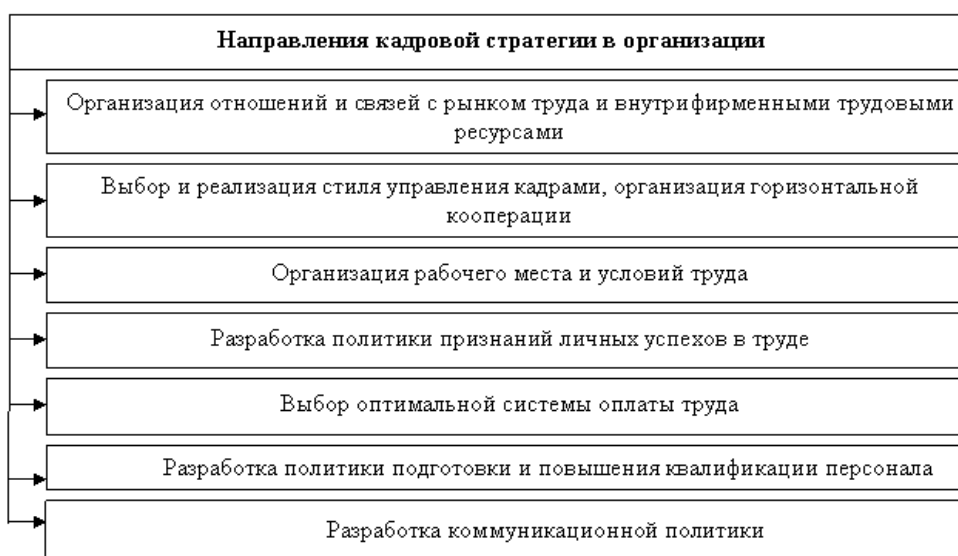 Направления кадровой стратегии в организации
Организация отношений и связей с рынком труда и внутрифирменными трудовыми
ресурсами
Выбор и реализация стиля управления кадрами, организация горизонтальной
кооперации
Организация рабочего места и условий труда
Разработка политики признаний личных успехов в труде
Выбор оптимальной системы оплаты труда
Разработка политики подготовки и повышения квалификации персонала
Разработка коммуникационной политики